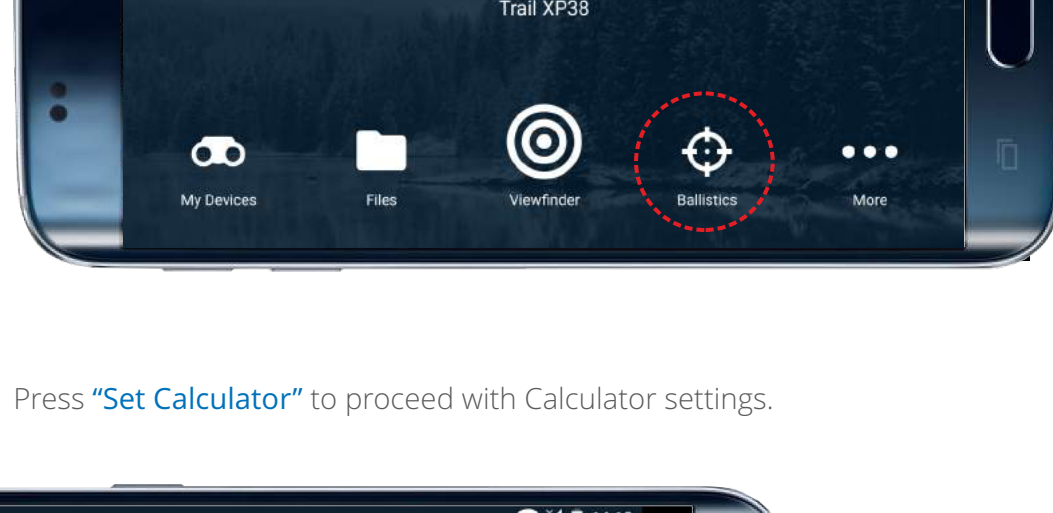 Trail XP38
My Devices Files Viewfinder Ballistics More
Press “Set Calculator” to proceed with Calculator settings.